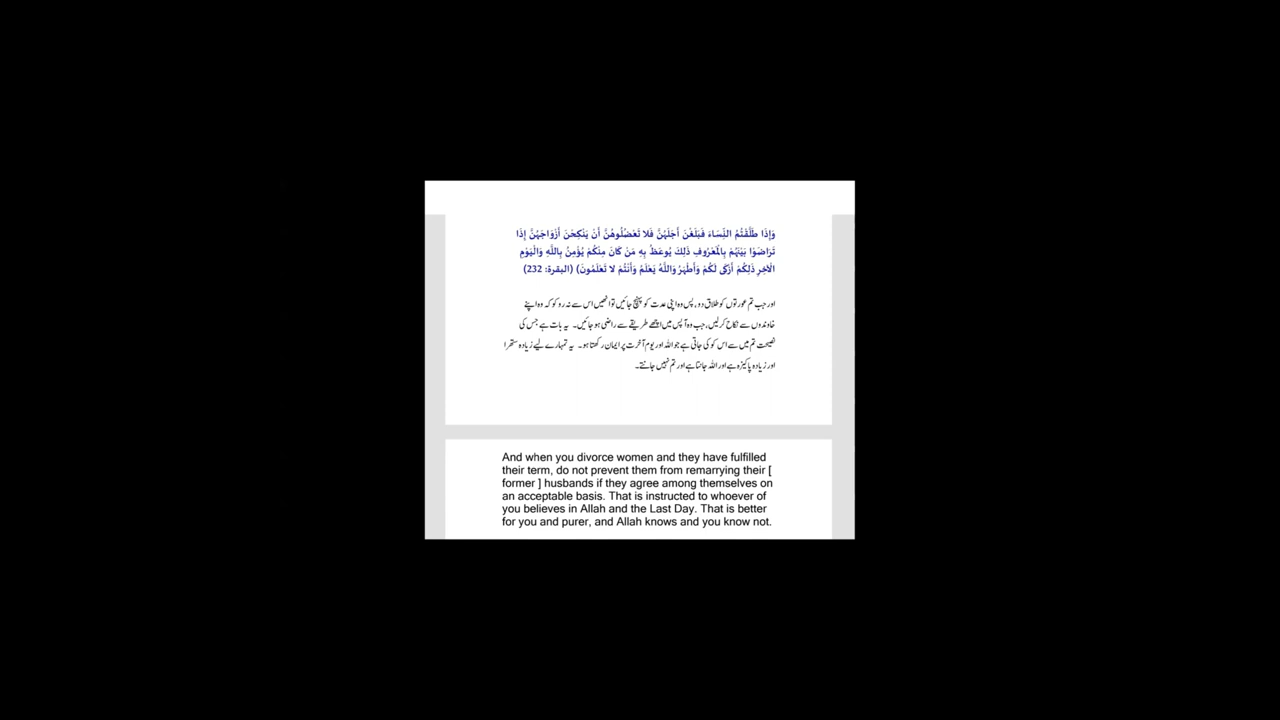 وَإِذَا طَلَّقْتُمُ النِّسَاءَ فَبَلَغْنَ أَجَلَهُنَّ فَلَا تَعْضُلُوهُنَّ أَنْ يَنْكِحْنَ أَزْوَاجَهُنَّ إِذَا
تَرَاضَوْا بَيْنَهُمْ بِالْمَعْرُوفِ ذَلِكَ يُوعَظُ بِهِ مَنْ كَانَ مِنْكُمْ يُؤْمِنُ بِاللَّهِ وَالْيَوْمِ
الْآخِرِ ذَلِكُمْ أَزْكَى لَكُمْ وَأَطْهَرُ وَاللَّهُ يَعْلَمُ وَأَنْتُمْ لَا تَعْلَمُونَ) (البقرة: 232)
اور جب تم عورتوں کو طلاق دو، پس وہ اپنی عدت کو پہنچ جائیں تو انھیں اس سے نہ روکو کہ وہ اپنے
خاوندوں سے نکاح کر لیں، جب وہ آپس میں اچھے طریقے سے راضی ہو جائیں۔ یہ بات ہے جس کی
نصیحت تم میں سے اس کو کی جاتی ہے جو اللہ اور یوم آخرت پر ایمان رکھتا ہو۔ یہ تمہارے لیے زیادہ ستھرا
اور زیادہ پاکیزہ ہے اور اللہ جانتا ہے اور تم نہیں جانتے۔
And when you divorce women and they have fulfilled
their term, do not prevent them from remarrying their [
former ] husbands if they agree among themselves on
an acceptable basis. That is instructed to whoever of
you believes in Allah and the Last Day. That is better
for you and purer, and Allah knows and you know not.